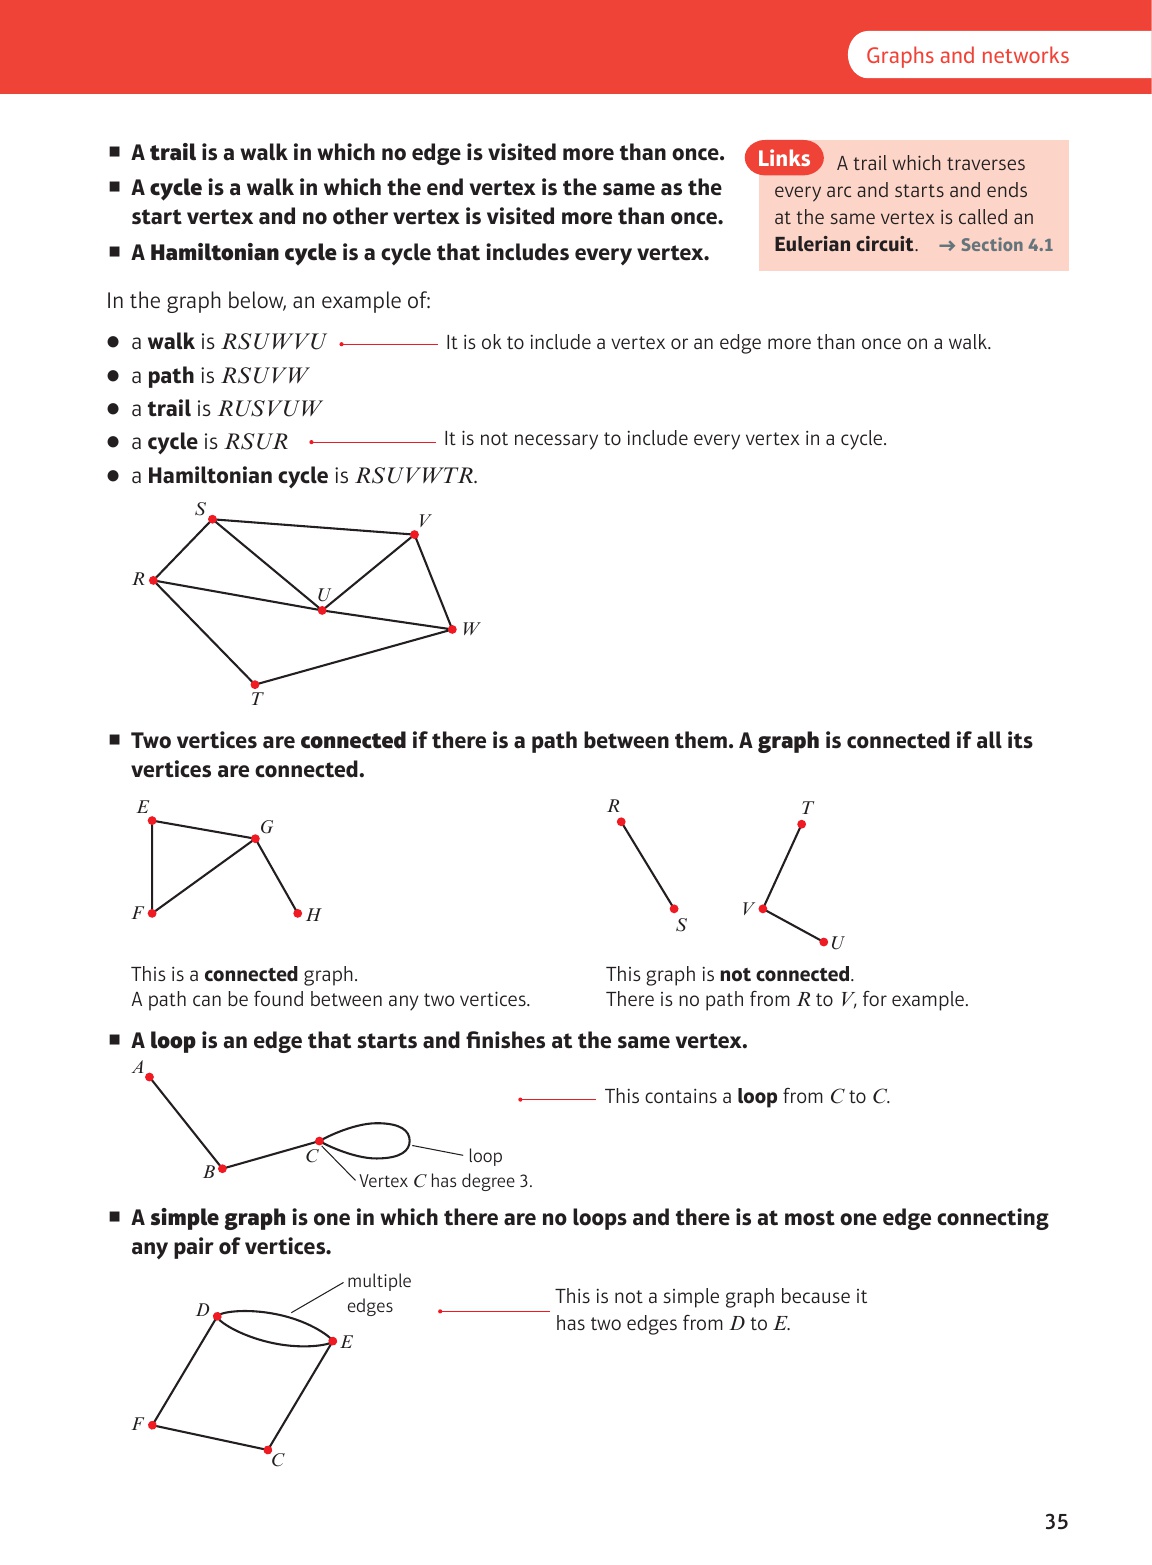 Graphs and networks
■ A trail is a walk in which no edge is visited more than once.
■ A cycle is a walk in which the end vertex is the same as the
start vertex and no other vertex is visited more than once.
■ A Hamiltonian cycle is a cycle that includes every vertex.
Links A trail which traverses
every arc and starts and ends
at the same vertex is called an
Eulerian circuit. → Section 4.1
In the graph below, an example of:
● a walk is RSUWVU
It is ok to include a vertex or an edge more than once on a walk.
● a path is RSUVW
● a trail is RUSVUW
● a cycle is RSUR
It is not necessary to include every vertex in a cycle.
● a Hamiltonian cycle is RSUVWTR.
S
V
R
U
W
T
■ Two vertices are connected if there is a path between them. A graph is connected if all its
vertices are connected.
E
G
F
H
R
T
S
V
U
This is a connected graph.
A path can be found between any two vertices.
This graph is not connected.
There is no path from R to V, for example.
■ A loop is an edge that starts and finishes at the same vertex.
A
This contains a loop from C to C.
B
C
loop
Vertex C has degree 3.
■ A simple graph is one in which there are no loops and there is at most one edge connecting
any pair of vertices.
multiple
edges
D
E
F
C
This is not a simple graph because it
has two edges from D to E.
35